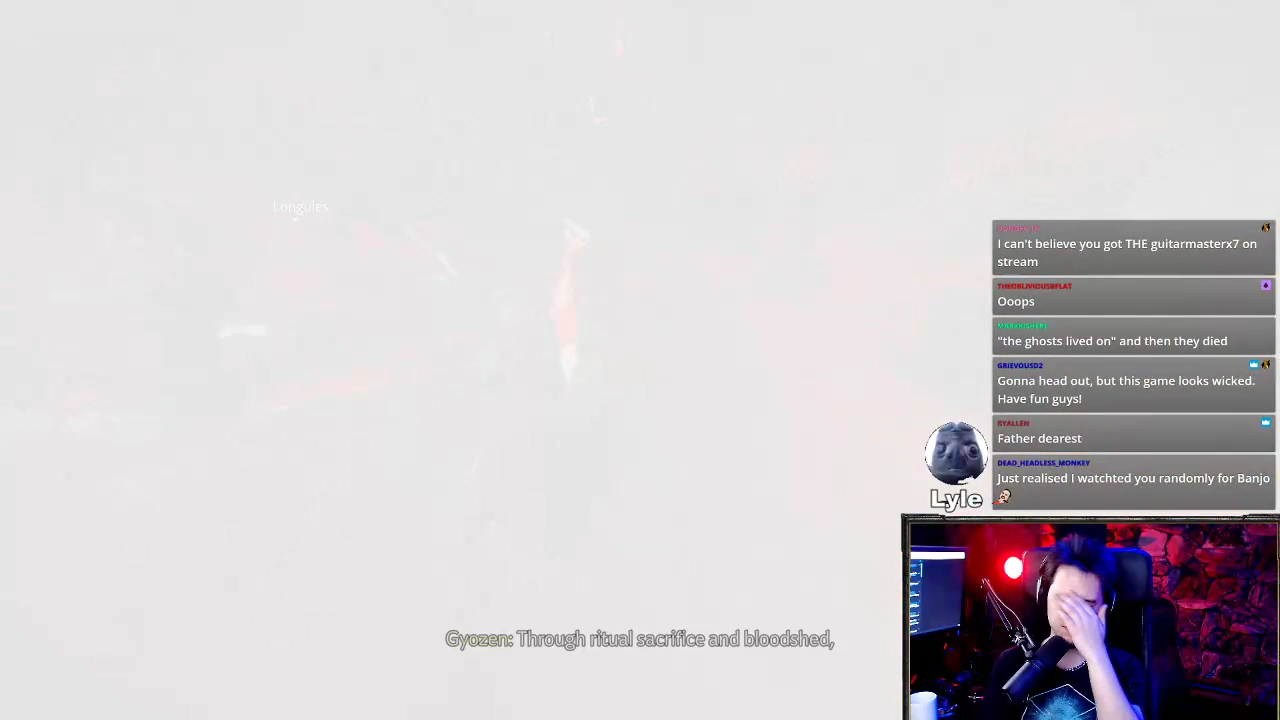 Longules
I can't believe you got THE guitarmasterx7 on
stream
THEOBLIVIOUSBFLAT
Ooops
"the ghosts lived on" and then they died
GRIEVOUSD2
Gonna head out, but this game looks wicked.
Have fun guys!
RYALLEN
Father dearest
DEAD_HEADLESS_MONKEY
Just realised I watchted you randomly for Banjo
Lyle
Gyozen: Through ritual sacrifice and bloodshed,